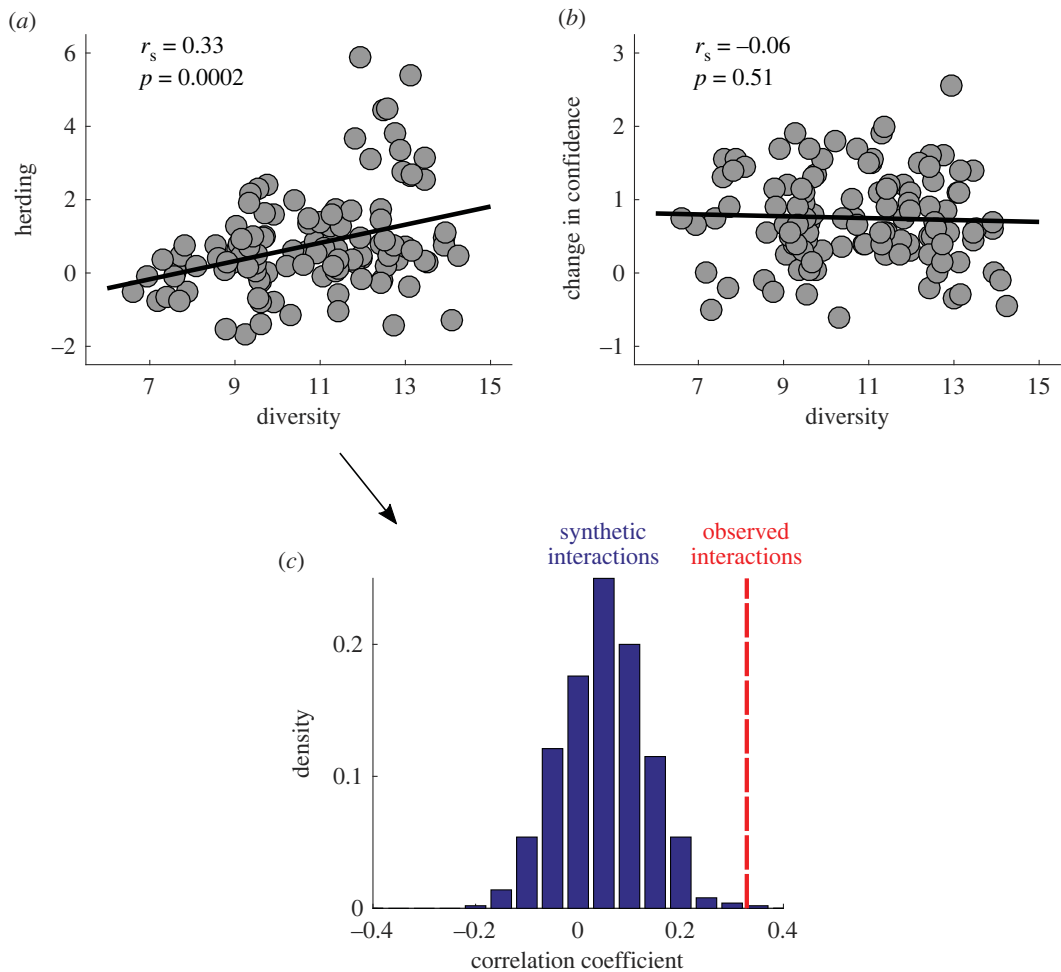 (a)
r_s = 0.33
p = 0.0002
6
4
2
0
–2
herding
7 9 11 13 15
diversity
(b)
r_s = –0.06
p = 0.51
3
2
1
0
–1
change in confidence
7 9 11 13 15
diversity
(c)
synthetic
interactions
observed
interactions
0.2
0.1
0
density
–0.4 –0.2 0 0.2 0.4
correlation coefficient